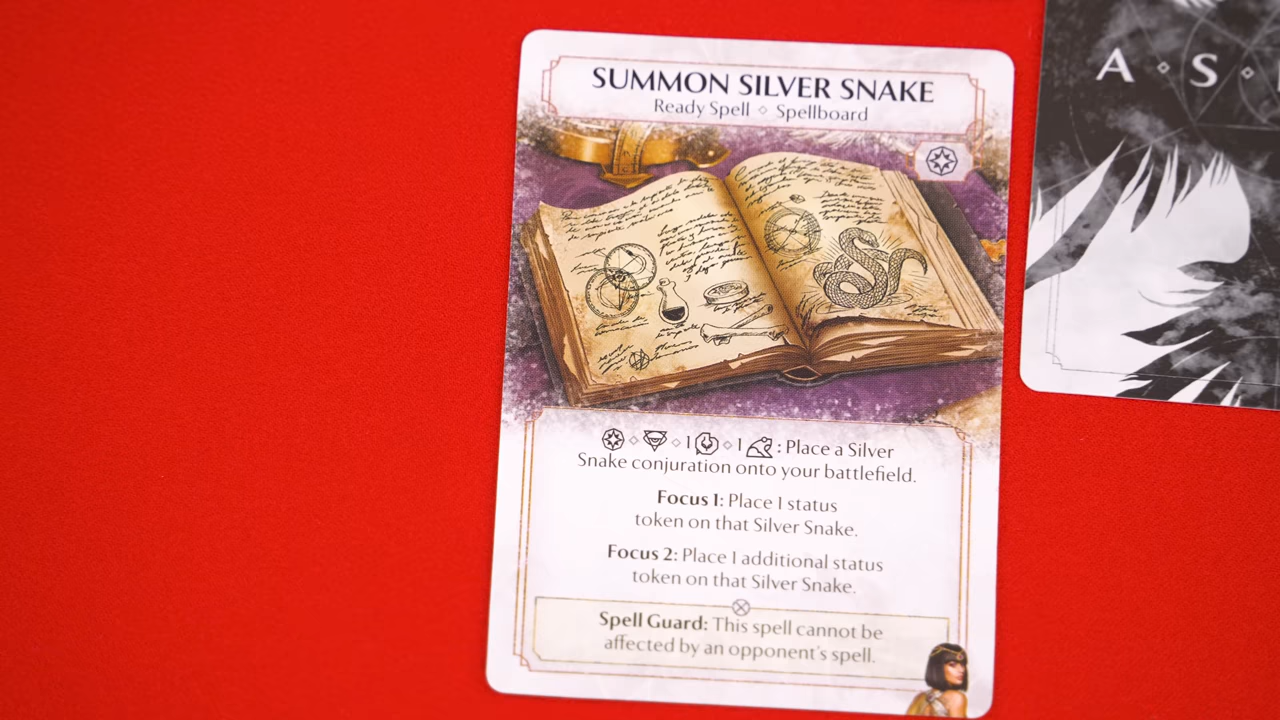 SUMMON SILVER SNAKE
Ready Spell ◇ Spellboard
A ◇ S ◇
◇ ◇ 1 ◇ 1 : Place a Silver
Snake conjuration onto your battlefield.
Focus 1: Place 1 status
token on that Silver Snake.
Focus 2: Place 1 additional status
token on that Silver Snake.
Spell Guard: This spell cannot be
affected by an opponent's spell.